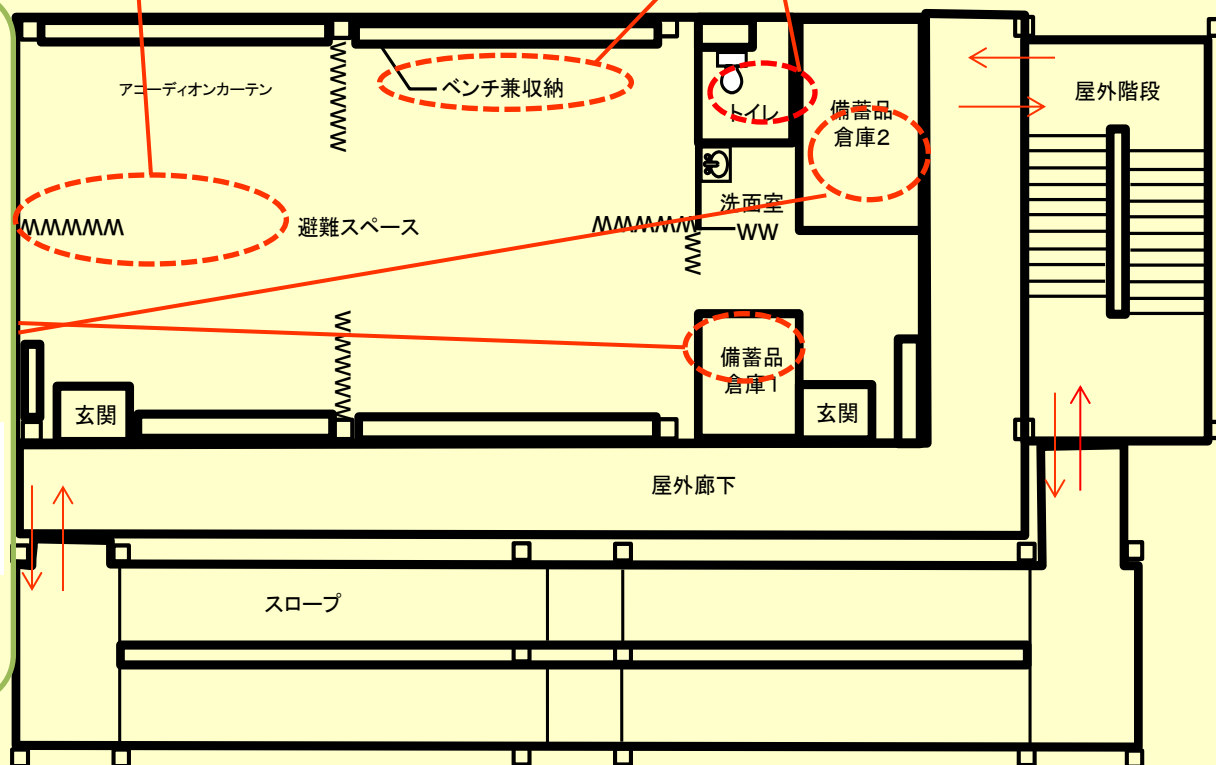 屋外階段
アコーディオンカーテン
ベンチ兼収納
トイレ
備蓄品
倉庫2
洗面室
避難スペース
備蓄品
倉庫1
玄関
玄関
屋外廊下
スロープ